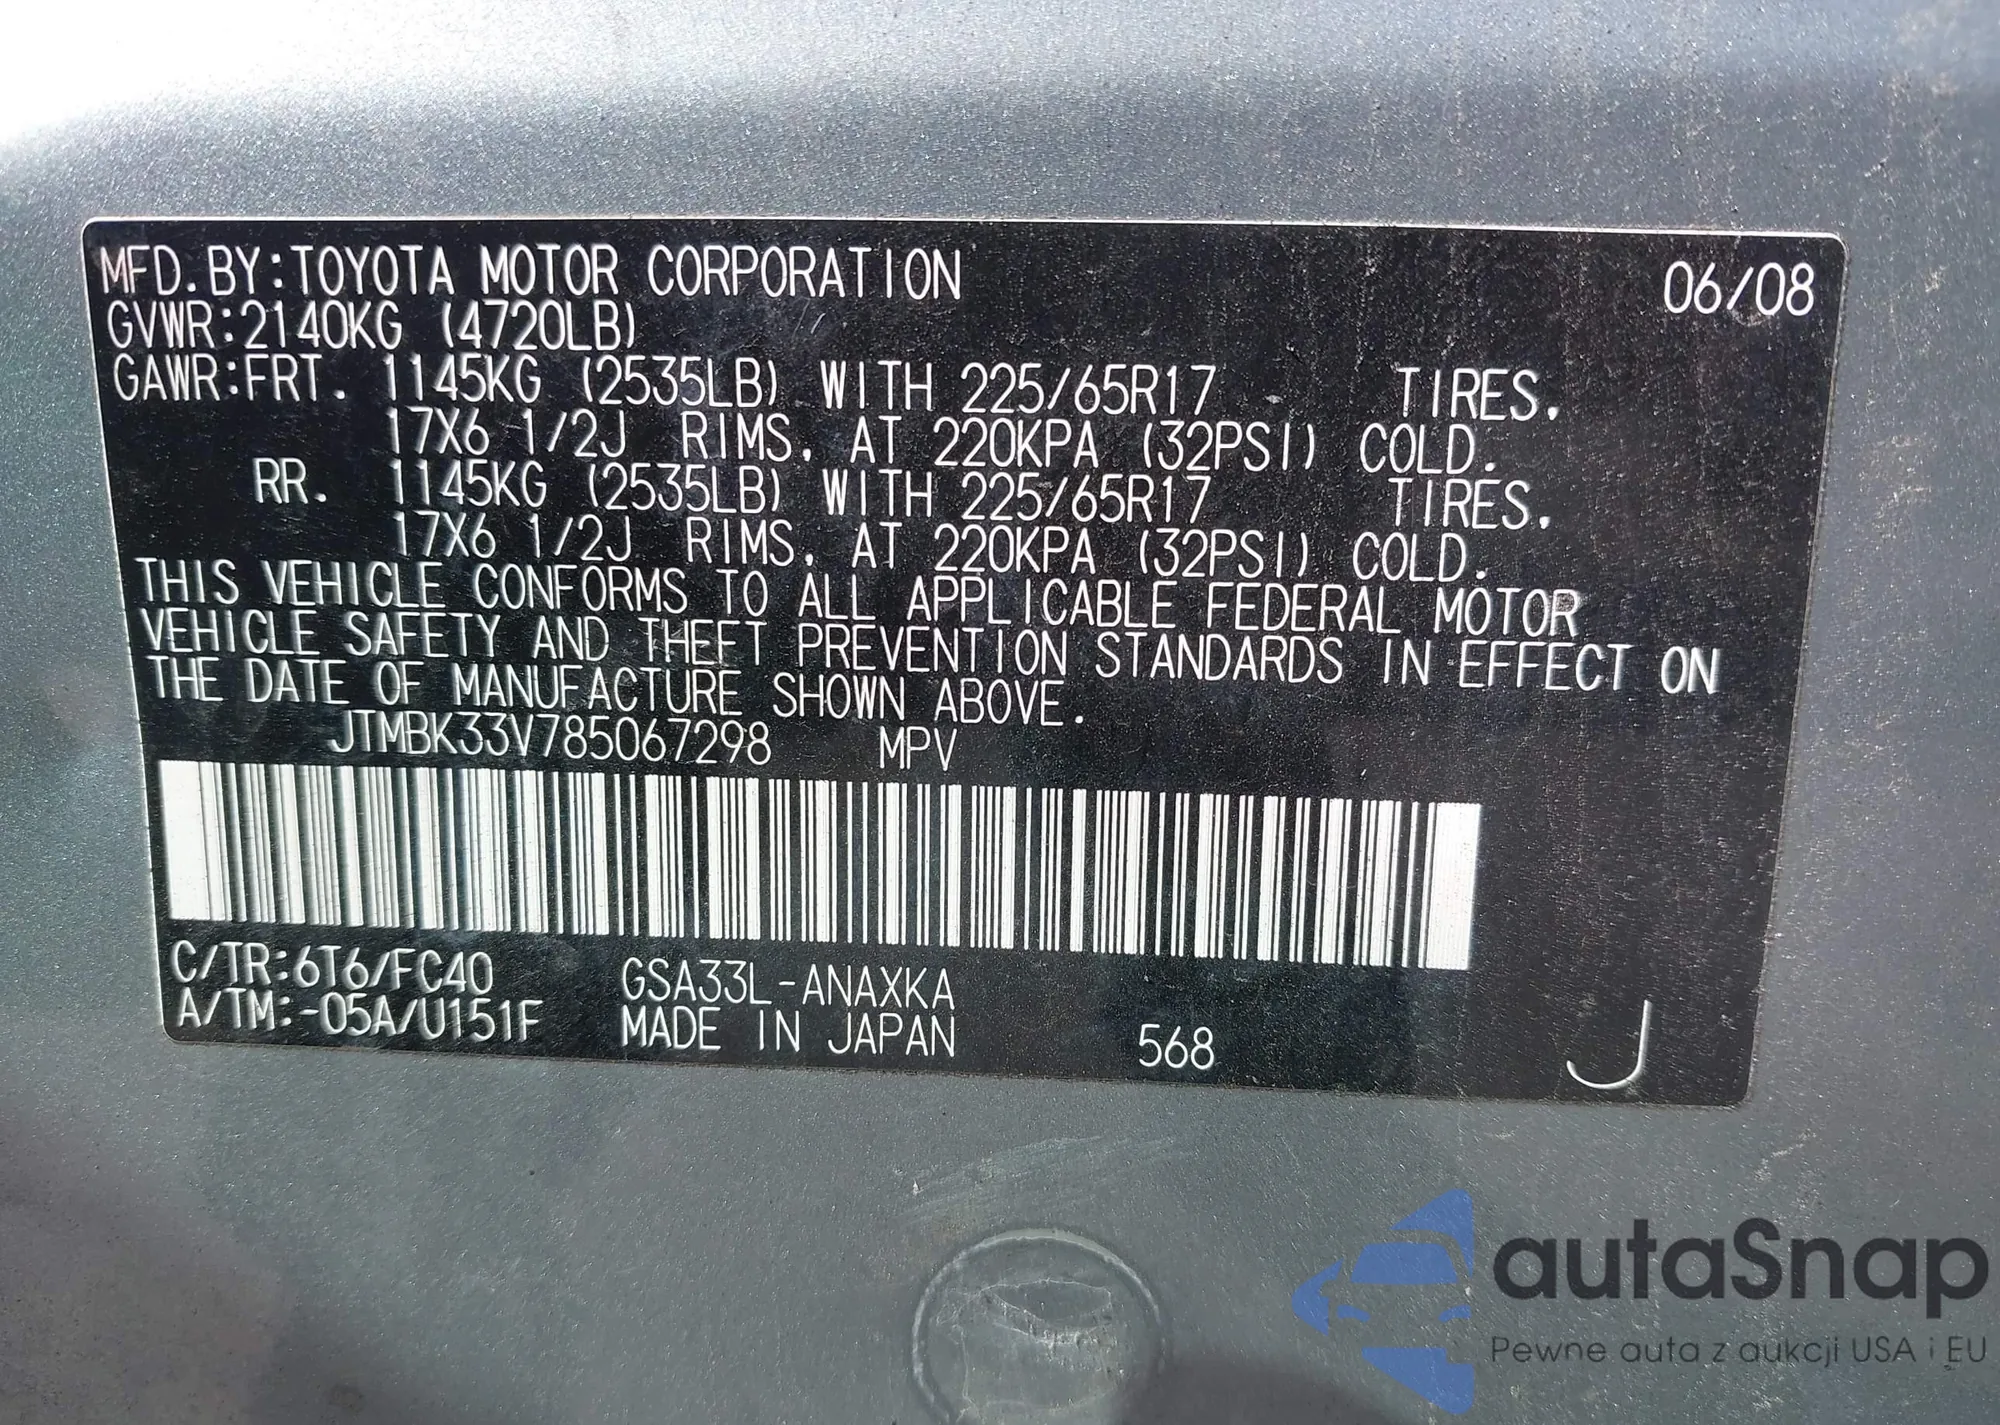 MFD. BY: TOYOTA MOTOR CORPORATION 06/08
GVWR: 2140KG (4720LB)
GAWR: FRT. 1145KG (2535LB) WITH 225/65R17 TIRES,
17X6 1/2J RIMS, AT 220KPA (32PSI) COLD.
RR. 1145KG (2535LB) WITH 225/65R17 TIRES,
17X6 1/2J RIMS, AT 220KPA (32PSI) COLD.
THIS VEHICLE CONFORMS TO ALL APPLICABLE FEDERAL MOTOR
VEHICLE SAFETY AND THEFT PREVENTION STANDARDS IN EFFECT ON
THE DATE OF MANUFACTURE SHOWN ABOVE.
JTMBK33V785067298 MPV
C/TR: 6T6/FC40 GSA33L-ANAXKA
A/TM: -05A/U151F MADE IN JAPAN 568 J
autaSnap
Pewne auta z aukcji USA i EU